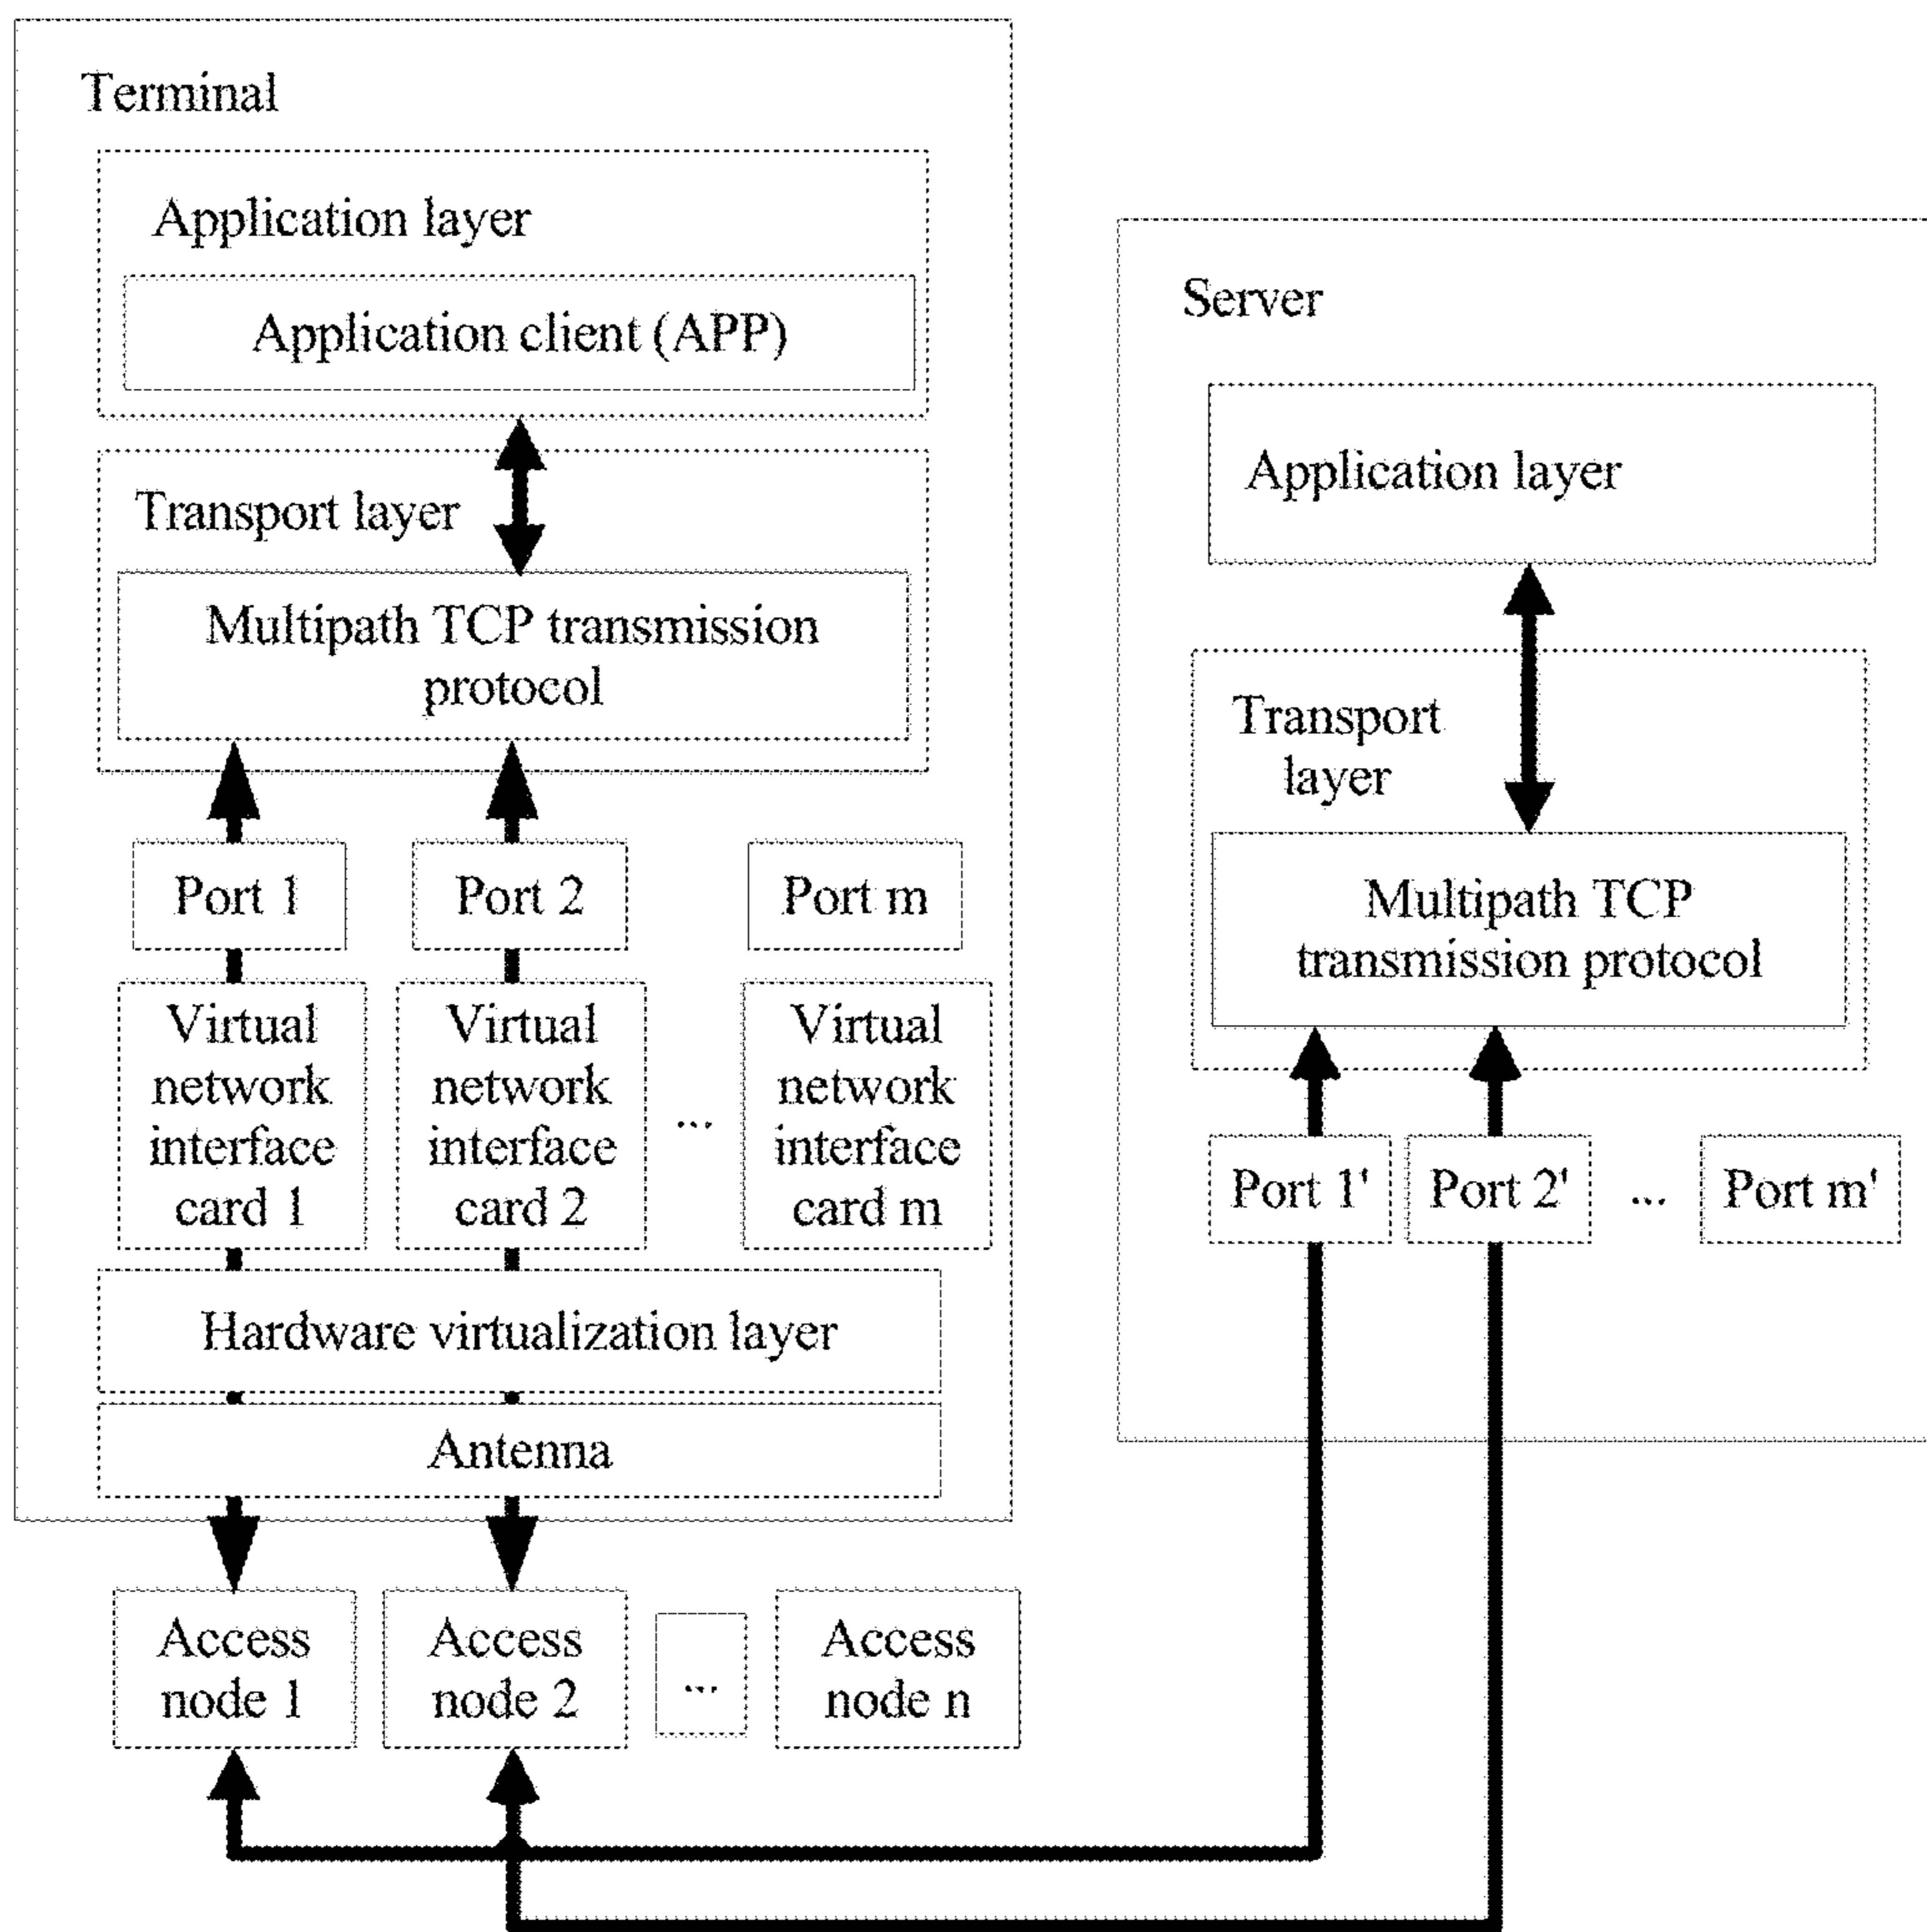 Terminal
Application layer
Application client (APP)
Transport layer
Multipath TCP transmission
protocol
Port 1
Port 2
Port m
Virtual
network
interface
card 1
Virtual
network
interface
card 2
...
Virtual
network
interface
card m
Hardware virtualization layer
Antenna
Access
node 1
Access
node 2
...
Access
node n
Server
Application layer
Transport
layer
Multipath TCP
transmission protocol
Port 1'
Port 2'
...
Port m'